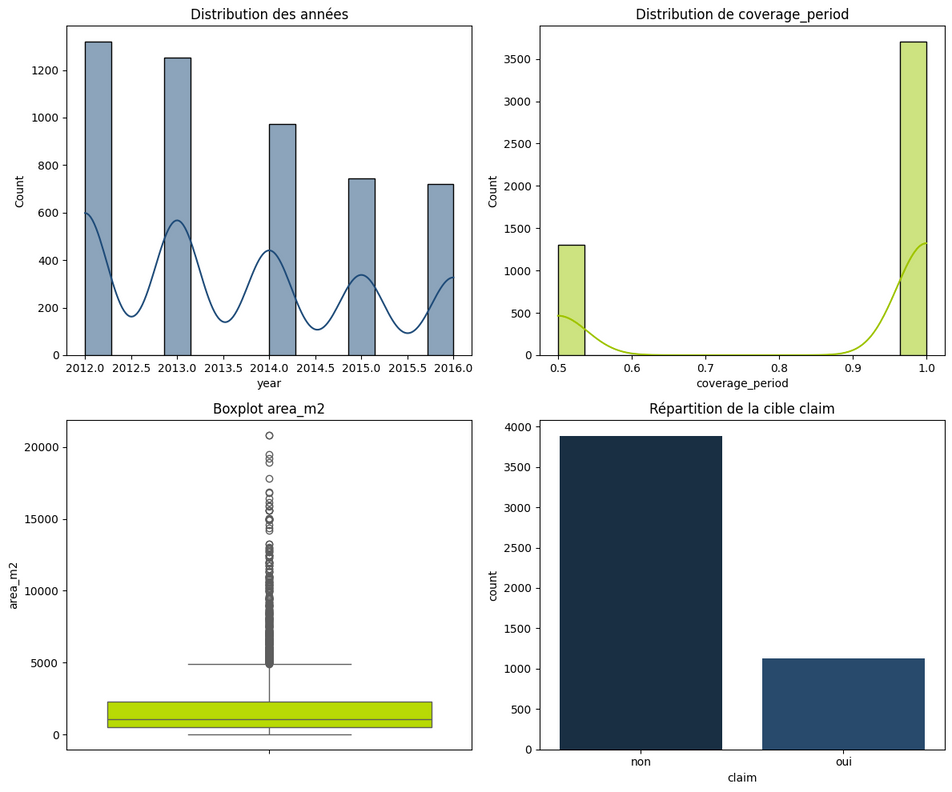 Distribution des années
Count
1200
1000
800
600
400
200
0
2012.0 2012.5 2013.0 2013.5 2014.0 2014.5 2015.0 2015.5 2016.0
year
Distribution de coverage_period
Count
3500
3000
2500
2000
1500
1000
500
0
0.5 0.6 0.7 0.8 0.9 1.0
coverage_period
Boxplot area_m2
area_m2
20000
15000
10000
5000
0
Répartition de la cible claim
count
4000
3500
3000
2500
2000
1500
1000
500
0
non oui
claim